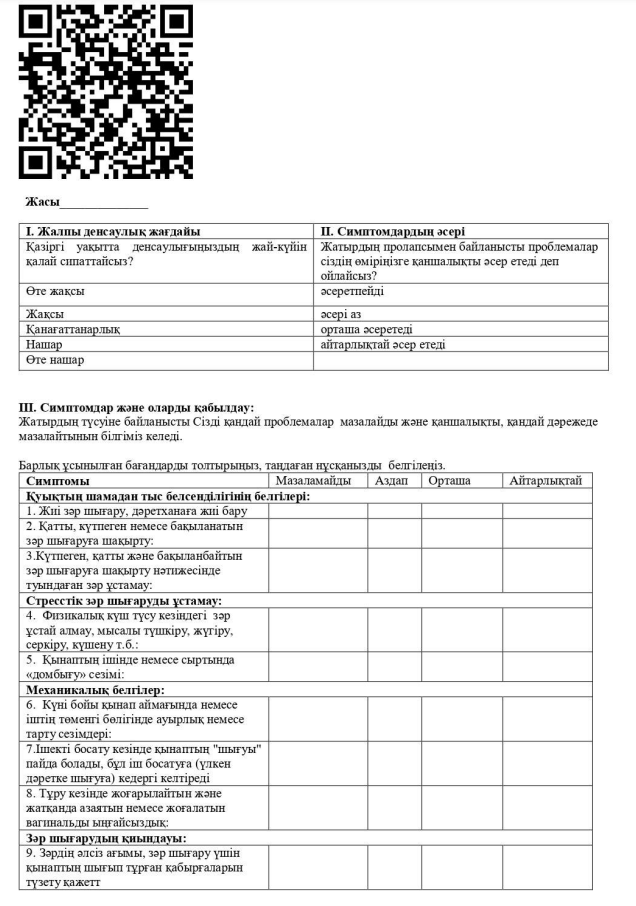 Жасы______________
I. Жалпы денсаулық жағдайы
II. Симптомдардың әсері
Қазіргі уақытта денсаулығыңыздың жай-күйін
қалай сипаттайсыз?
Жатырдың пролапсымен байланысты проблемалар
сіздің өміріңізге қаншалықты әсер етеді деп
ойлайсыз?
Өте жақсы
әсеретпейді
Жақсы
әсері аз
Қанағаттанарлық
орташа әсеретеді
Нашар
айтарлықтай әсер етеді
Өте нашар
III. Симптомдар және оларды қабылдау:
Жатырдың түсуіне байланысты Сізді қандай проблемалар мазалайды және қаншалықты, қандай дәрежеде
мазалайтынын білгіміз келеді.
Барлық ұсынылған бағандарды толтырыңыз, таңдаған нұсқанызды белгілеңіз.
Симптомы Мазаламайды Аздап Орташа Айтарлықтай
Қуықтың шамадан тыс белсенділігінің белгілері:
1. Жиі зәр шығару, дәретханаға жиі бару
2. Қатты, күтпеген немесе бақыланатын
зәр шығаруға шақырту:
3.Күтпеген, қатты және бақыланбайтын
зәр шығаруға шақырту нәтижесінде
туындаған зәр ұстамау:
Стресстік зәр шығаруды ұстамау:
4. Физикалық күш түсу кезіндегі зәр
ұстай алмау, мысалы түшкіру, жүгіру,
серкіру, күшену т.б.:
5. Қынаптың ішінде немесе сыртында
«домбығу» сезімі:
Механикалық белгілер:
6. Күні бойы қынап аймағында немесе
іштің төменгі бөлігінде ауырлық немесе
тарту сезімдері:
7.Ішекті босату кезінде қынаптың "шығуы"
пайда болады, бұл іш босатуға (үлкен
дәретке шығуға) кедергі келтіреді
8. Тұру кезінде жоғарылайтын және
жатқанда азаятын немесе жоғалатын
вагинальды ыңғайсыздық:
Зәр шығарудың қиындауы:
9. Зәрдің әлсіз ағымы, зәр шығару үшін
қынаптың шығып тұрған қабырғаларын
түзету қажетт